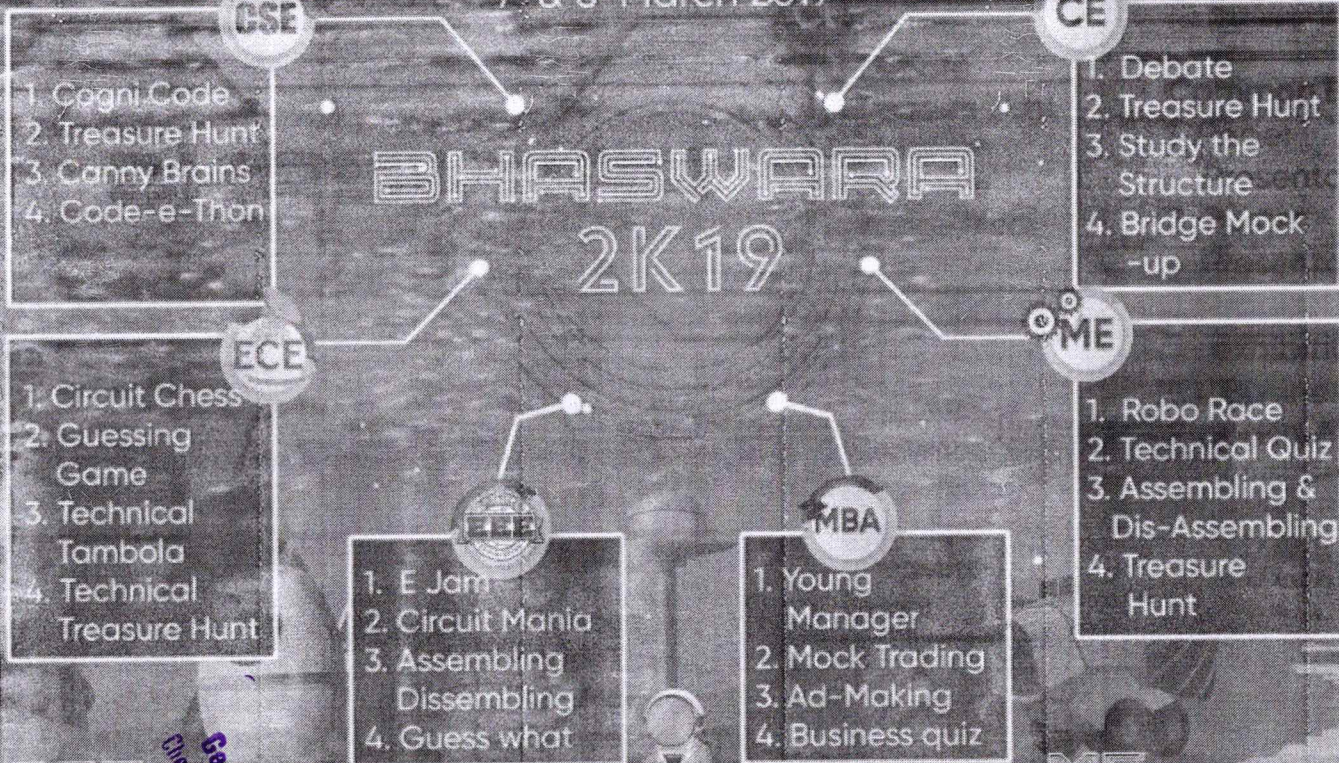 7 & 8 March 2019
CSE
1. Cogni Code
2. Treasure Hunt
3. Canny Brains
4. Code-e-Thon
CE
1. Debate
2. Treasure Hunt
3. Study the
Structure
4. Bridge Mock
-up
BHASWARA
2K19
ECE
1. Circuit Chess
2. Guessing
Game
3. Technical
Tambola
4. Technical
Treasure Hunt
ME
1. Robo Race
2. Technical Quiz
3. Assembling &
Dis-Assembling
4. Treasure
Hunt
EEE
1. E Jam
2. Circuit Mania
3. Assembling
Dissembling
4. Guess what
MBA
1. Young
Manager
2. Mock Trading
3. Ad-Making
4. Business quiz